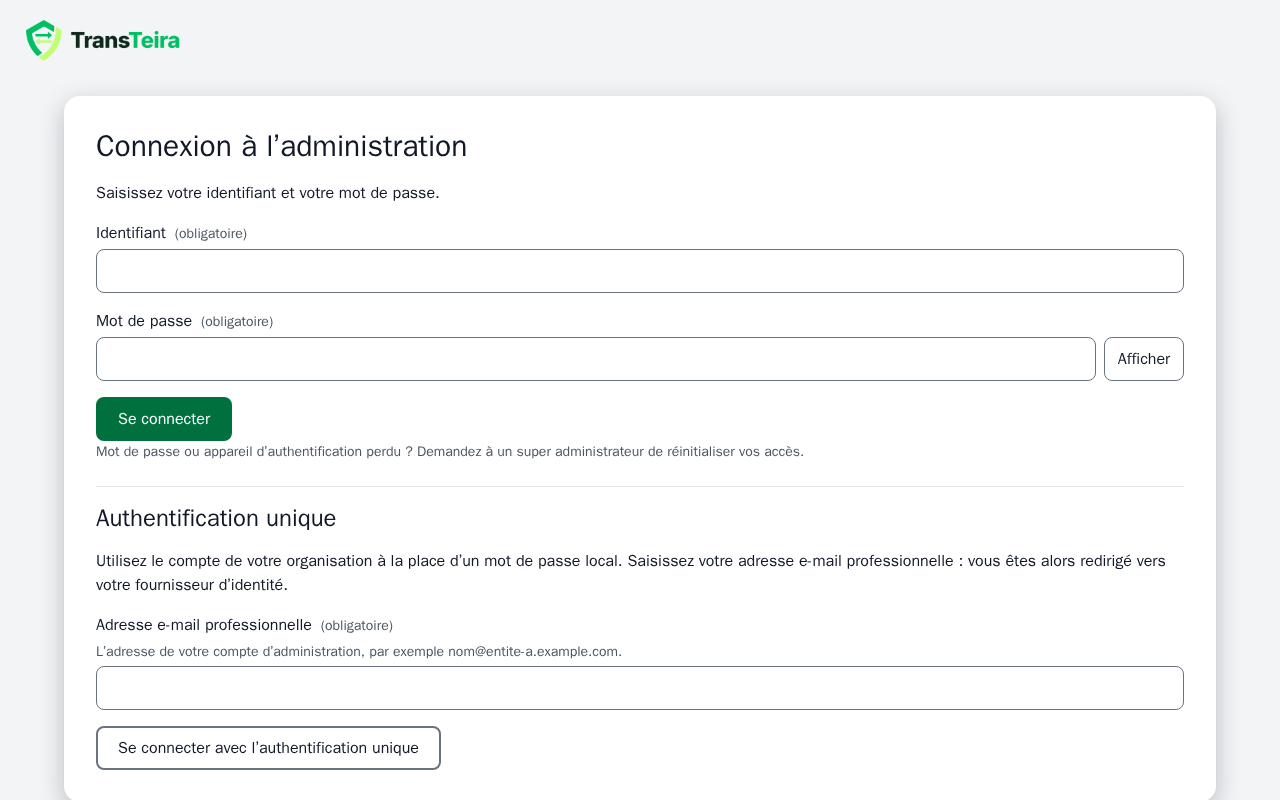 TransTeira
Connexion à l’administration
Saisissez votre identifiant et votre mot de passe.
Identifiant (obligatoire)
Mot de passe (obligatoire)
Afficher
Se connecter
Mot de passe ou appareil d’authentification perdu ? Demandez à un super administrateur de réinitialiser vos accès.
Authentification unique
Utilisez le compte de votre organisation à la place d’un mot de passe local. Saisissez votre adresse e-mail professionnelle : vous êtes alors redirigé vers
votre fournisseur d’identité.
Adresse e-mail professionnelle (obligatoire)
L’adresse de votre compte d’administration, par exemple nom@entite-a.example.com.
Se connecter avec l’authentification unique